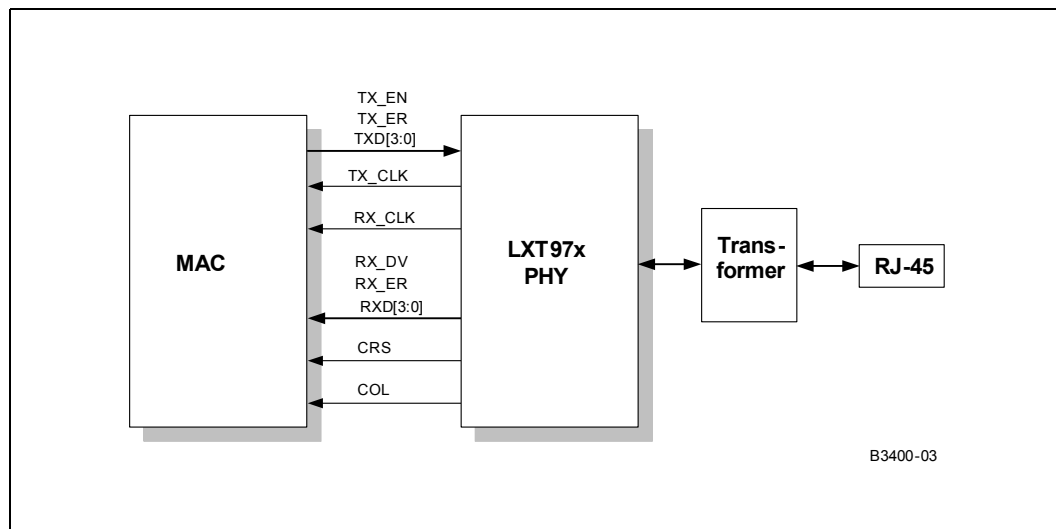 TX_EN
TX_ER
TXD[3:0]
TX_CLK
RX_CLK
MAC
RX_DV
RX_ER
RXD[3:0]
CRS
COL
LXT97x
PHY
Trans-
former
RJ-45
B3400-03